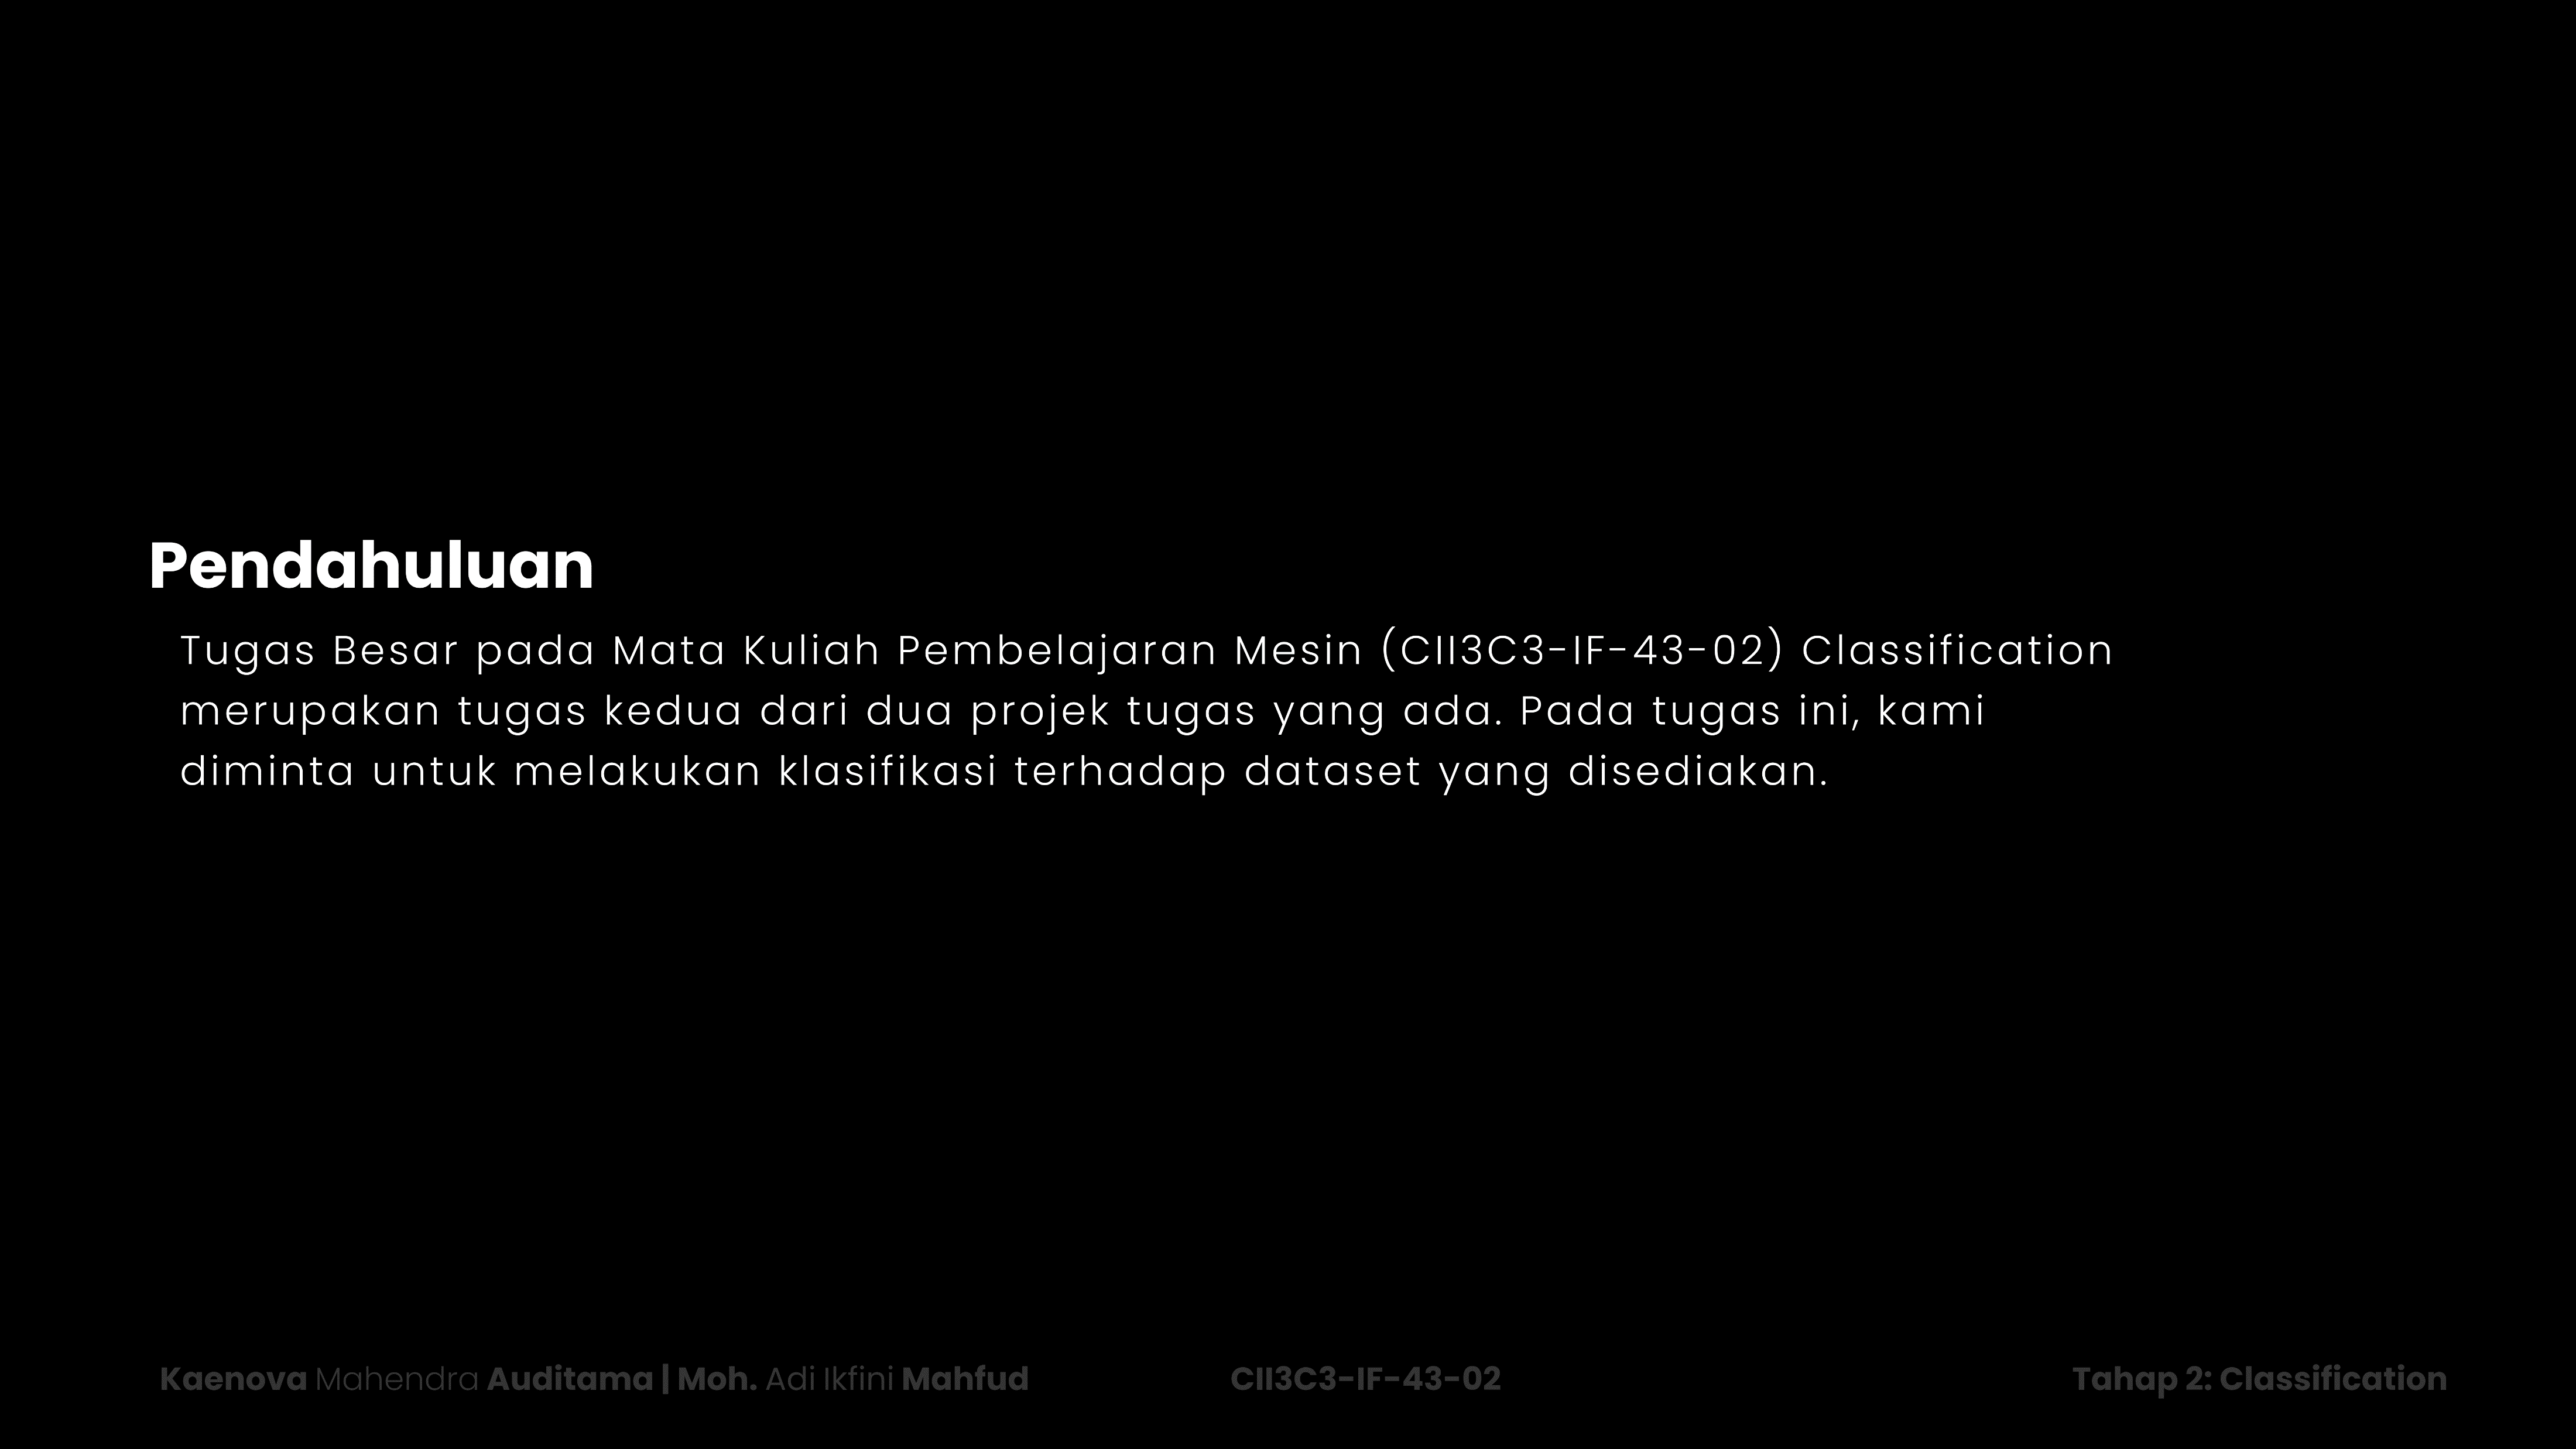 Pendahuluan
Tugas Besar pada Mata Kuliah Pembelajaran Mesin (CII3C3-IF-43-02) Classification
merupakan tugas kedua dari dua projek tugas yang ada. Pada tugas ini, kami
diminta untuk melakukan klasifikasi terhadap dataset yang disediakan.
Kaenova Mahendra Auditama | Moh. Adi Ikfini Mahfud
CII3C3-IF-43-02
Tahap 2: Classification